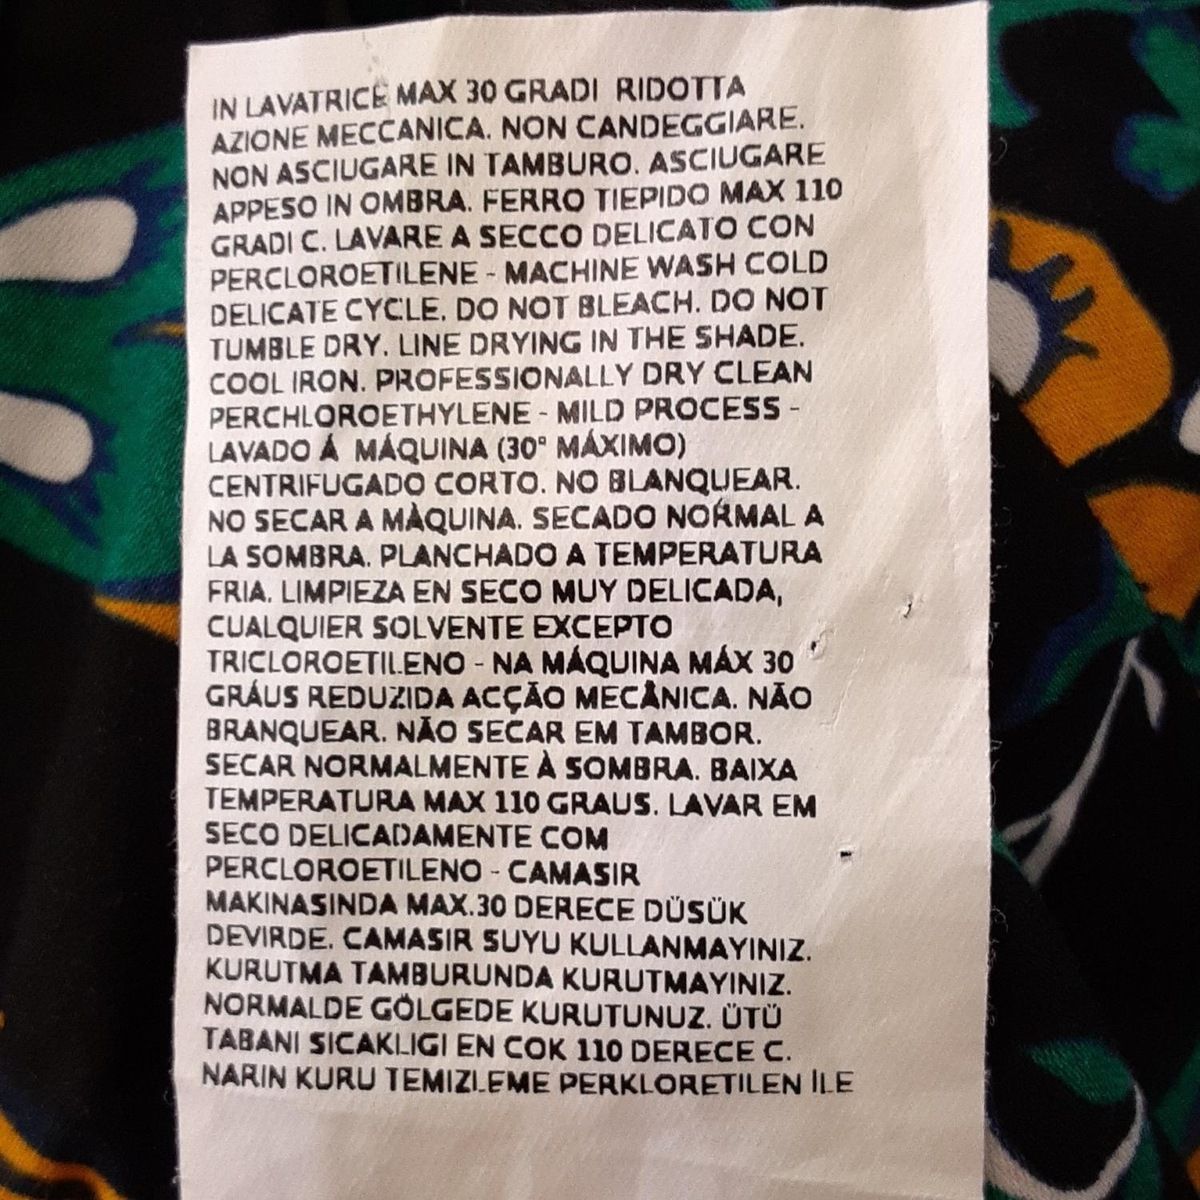 IN LAVATRICE MAX 30 GRADI RIDOTTA
AZIONE MECCANICA. NON CANDEGGIARE.
NON ASCIUGARE IN TAMBURO. ASCIUGARE
APPESO IN OMBRA. FERRO TIEPIDO MAX 110
GRADI C. LAVARE A SECCO DELICATO CON
PERCLOROETILENE - MACHINE WASH COLD
DELICATE CYCLE. DO NOT BLEACH. DO NOT
TUMBLE DRY. LINE DRYING IN THE SHADE.
COOL IRON. PROFESSIONALLY DRY CLEAN
PERCHLOROETHYLENE - MILD PROCESS -
LAVADO Á MÁQUINA (30° MÁXIMO)
CENTRIFUGADO CORTO. NO BLANQUEAR.
NO SECAR A MÀQUINA. SECADO NORMAL A
LA SOMBRA. PLANCHADO A TEMPERATURA
FRIA. LIMPIEZA EN SECO MUY DELICADA,
CUALQUIER SOLVENTE EXCEPTO
TRICLOROETILENO - NA MÁQUINA MÁX 30
GRÁUS REDUZIDA ACÇÃO MECÂNICA. NÃO
BRANQUEAR. NÃO SECAR EM TAMBOR.
SECAR NORMALMENTE À SOMBRA. BAIXA
TEMPERATURA MAX 110 GRAUS. LAVAR EM
SECO DELICADAMENTE COM
PERCLOROETILENO - CAMASIR
MAKINASINDA MAX.30 DERECE DÜSÜK
DEVIRDE. CAMASIR SUYU KULLANMAYINIZ.
KURUTMA TAMBURUNDA KURUTMAYINIZ.
NORMALDE GÖLGEDE KURUTUNUZ. ÜTÜ
TABANI SICAKLIGI EN COK 110 DERECE C.
NARIN KURU TEMIZLEME PERKLORETILEN İLE